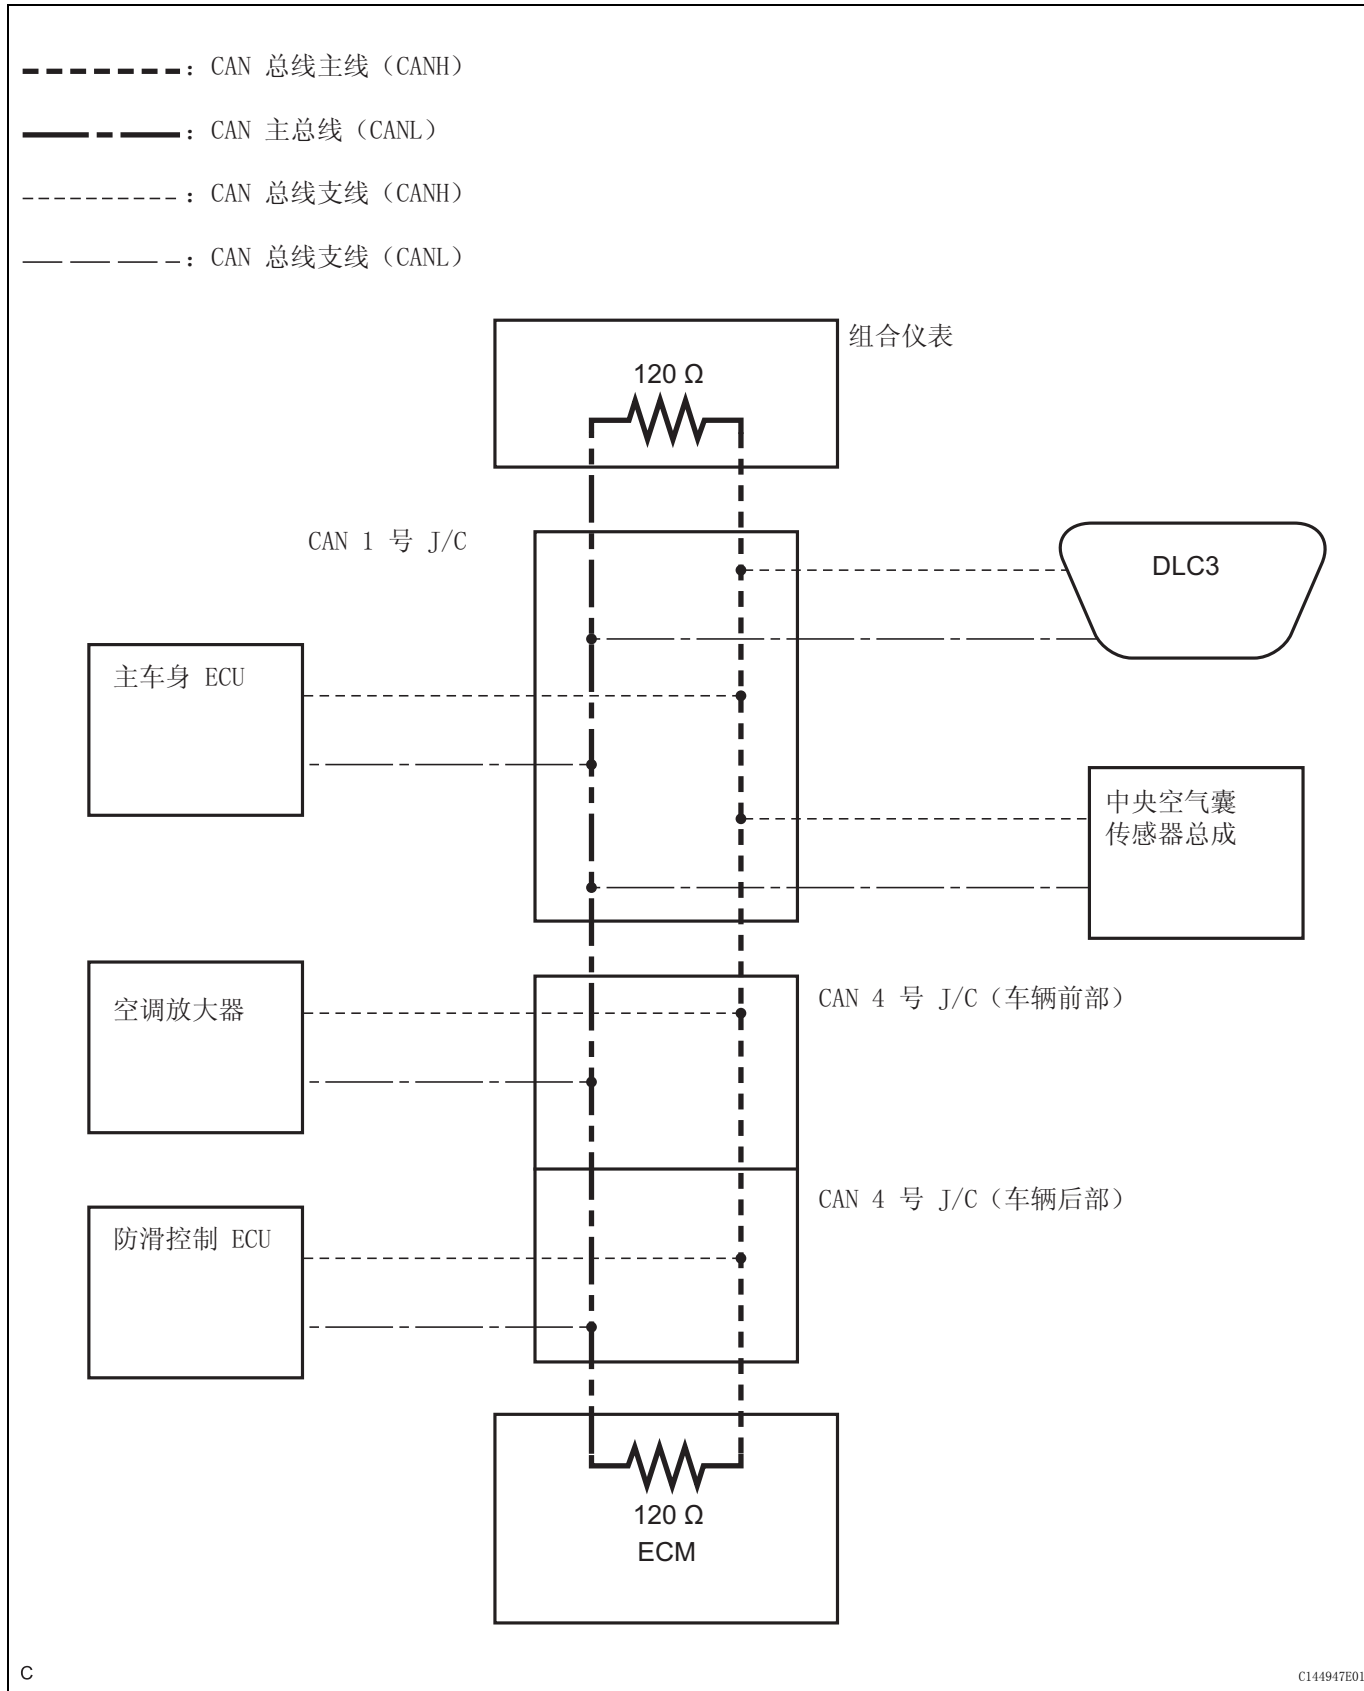 : CAN 总线主线（CANH）
: CAN 主总线（CANL）
: CAN 总线支线（CANH）
: CAN 总线支线（CANL）
组合仪表
120 Ω
CAN 1 号 J/C
DLC3
主车身 ECU
中央空气囊
传感器总成
空调放大器
CAN 4 号 J/C（车辆前部）
CAN 4 号 J/C（车辆后部）
防滑控制 ECU
120 Ω
ECM
C
C144947E01